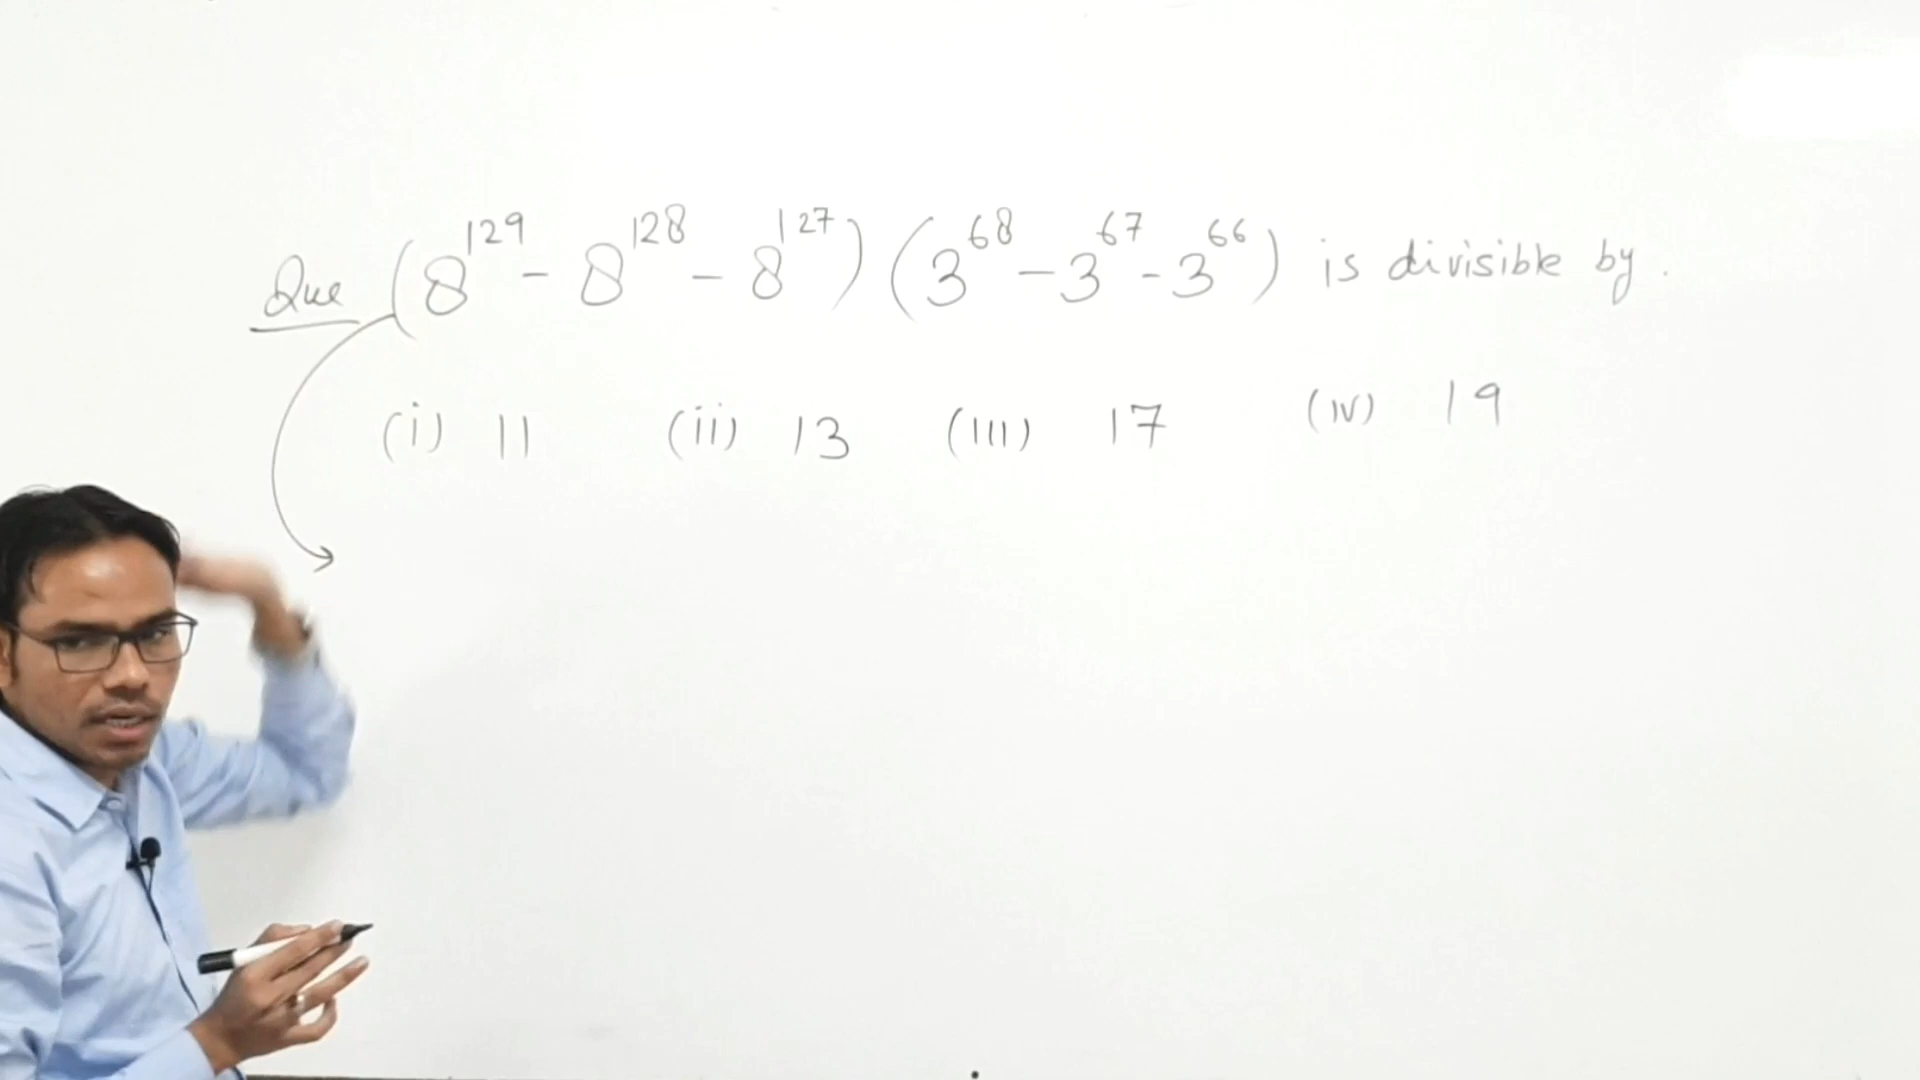 Que (8^129 - 8^128 - 8^127) (3^68 - 3^67 - 3^66) is divisible by.
(i) 11 (ii) 13 (iii) 17 (iv) 19